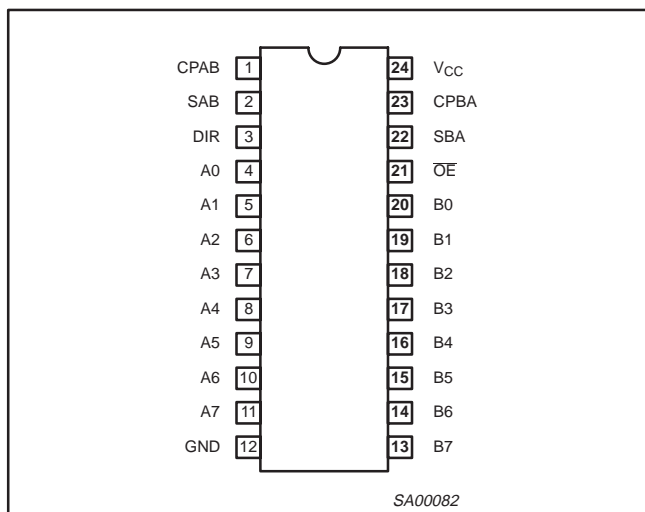 CPAB 1 24 VCC
SAB 2 23 CPBA
DIR 3 22 SBA
A0 4 21 O̅E̅
A1 5 20 B0
A2 6 19 B1
A3 7 18 B2
A4 8 17 B3
A5 9 16 B4
A6 10 15 B5
A7 11 14 B6
GND 12 13 B7
SA00082